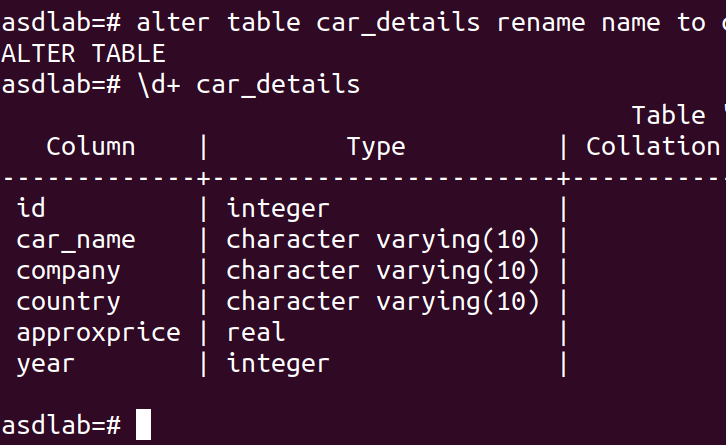 asdlab=# alter table car_details rename name to c
ALTER TABLE
asdlab=# \d+ car_details
Table "
Column | Type | Collation
-------------+-----------------------+-----------
id | integer |
car_name | character varying(10) |
company | character varying(10) |
country | character varying(10) |
approxprice | real |
year | integer |
asdlab=#